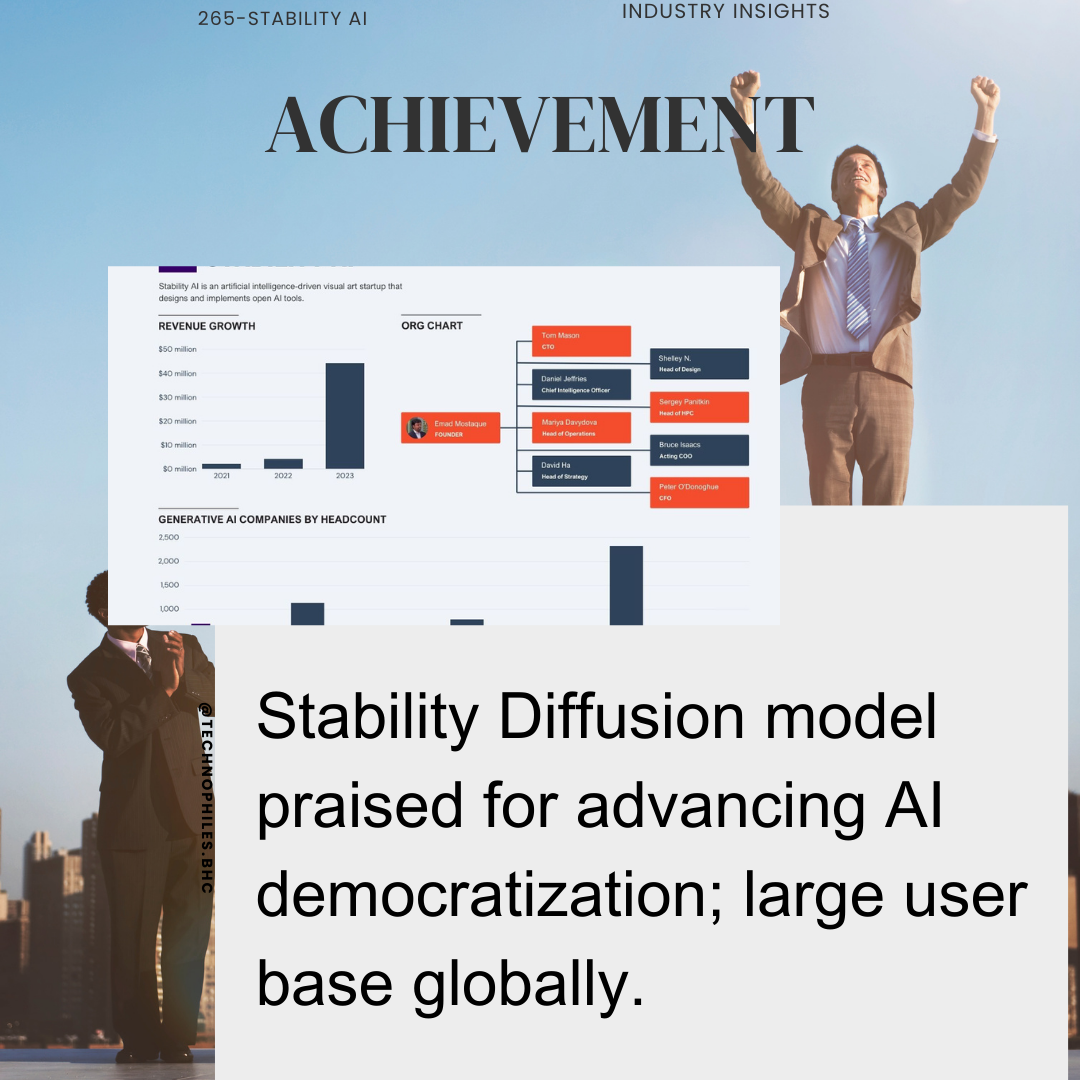 265-STABILITY AI
INDUSTRY INSIGHTS
ACHIEVEMENT
Stability AI is an artificial intelligence-driven visual art startup that
designs and implements open AI tools.
REVENUE GROWTH
$50 million
$40 million
$30 million
$20 million
$10 million
$0 million
2021
2022
2023
ORG CHART
Emad Mostaque
FOUNDER
Tom Mason
CTO
Shelley N.
Head of Design
Daniel Jeffries
Chief Intelligence Officer
Sergey Panitkin
Head of HPC
Mariya Davydova
Head of Operations
Bruce Isaacs
Acting COO
David Ha
Head of Strategy
Peter O'Donoghue
CFO
GENERATIVE AI COMPANIES BY HEADCOUNT
2,500
2,000
1,500
1,000
@TECHNOPHILES.BHC
Stability Diffusion model
praised for advancing AI
democratization; large user
base globally.